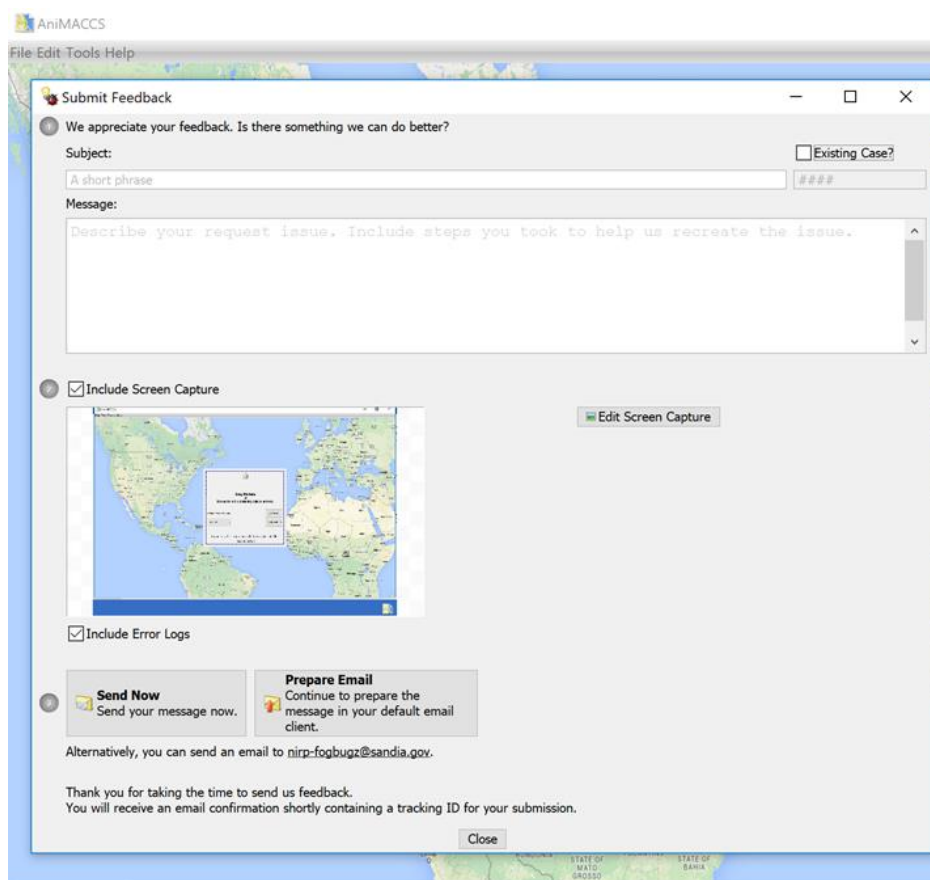 AniMACCS
File Edit Tools Help
Submit Feedback
1 We appreciate your feedback. Is there something we can do better?
Subject:
Existing Case?
A short phrase
####
Message:
Describe your request issue. Include steps you took to help us recreate the issue.
2 Include Screen Capture
Edit Screen Capture
Include Error Logs
Send Now
Send your message now.
Prepare Email
Continue to prepare the
message in your default email
client.
Alternatively, you can send an email to nirp-fogbugz@sandia.gov.
Thank you for taking the time to send us feedback.
You will receive an email confirmation shortly containing a tracking ID for your submission.
Close
STATE OF
MATO
GROSSO
STATE OF
BAHIA